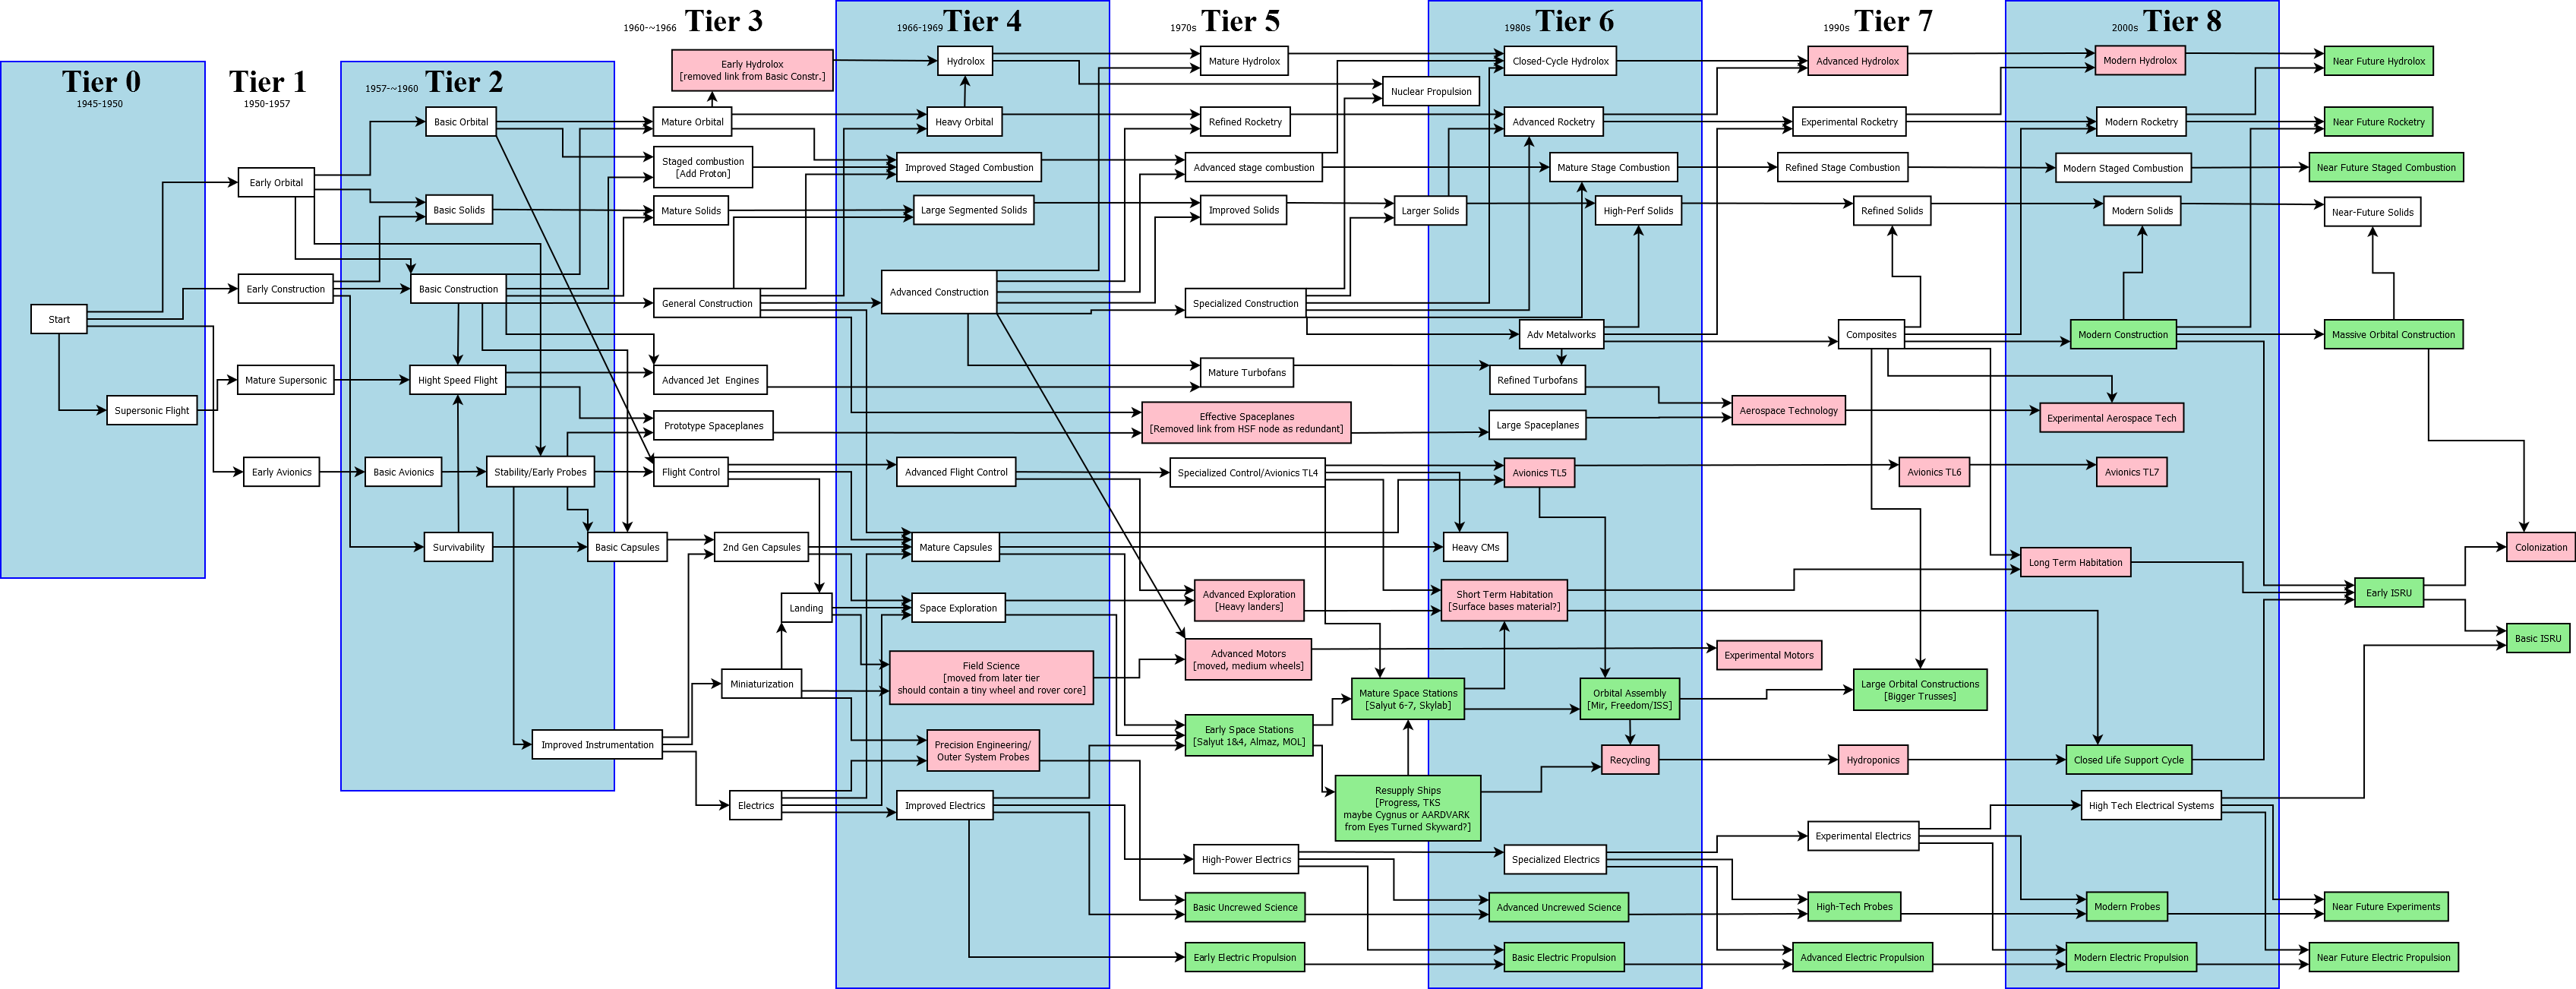 Tier 0
1945-1950
Tier 1
1950-1957
Tier 2
1957-~1960
Tier 3
1960-~1966
Tier 4
1966-1969
Tier 5
1970s
Tier 6
1980s
Tier 7
1990s
Tier 8
2000s
Start
Supersonic Flight
Early Orbital
Early Construction
Mature Supersonic
Early Avionics
Basic Orbital
Basic Solids
Basic Construction
Hight Speed Flight
Basic Avionics
Stability/Early Probes
Survivability
Basic Capsules
Improved Instrumentation
Early Hydrolox
[removed link from Basic Constr.]
Mature Orbital
Staged combustion
[Add Proton]
Mature Solids
General Construction
Advanced Jet  Engines
Prototype Spaceplanes
Flight Control
2nd Gen Capsules
Landing
Miniaturization
Electrics
Hydrolox
Heavy Orbital
Improved Staged Combustion
Large Segmented Solids
Advanced Construction
Advanced Flight Control
Mature Capsules
Space Exploration
Field Science
[moved from later tier
should contain a tiny wheel and rover core]
Precision Engineering/
Outer System Probes
Improved Electrics
Mature Hydrolox
Nuclear Propulsion
Refined Rocketry
Advanced stage combustion
Improved Solids
Larger Solids
Specialized Construction
Mature Turbofans
Effective Spaceplanes
[Removed link from HSF node as redundant]
Specialized Control/Avionics TL4
Advanced Exploration
[Heavy landers]
Advanced Motors
[moved, medium wheels]
Early Space Stations
[Salyut 1&4, Almaz, MOL]
Mature Space Stations
[Salyut 6-7, Skylab]
Resupply Ships
[Progress, TKS
maybe Cygnus or AARDVARK
from Eyes Turned Skyward?]
High-Power Electrics
Basic Uncrewed Science
Early Electric Propulsion
Closed-Cycle Hydrolox
Advanced Rocketry
Mature Stage Combustion
High-Perf Solids
Adv Metalworks
Refined Turbofans
Large Spaceplanes
Avionics TL5
Heavy CMs
Short Term Habitation
[Surface bases material?]
Orbital Assembly
[Mir, Freedom/ISS]
Recycling
Specialized Electrics
Advanced Uncrewed Science
Basic Electric Propulsion
Advanced Hydrolox
Experimental Rocketry
Refined Stage Combustion
Refined Solids
Composites
Aerospace Technology
Avionics TL6
Experimental Motors
Large Orbital Constructions
[Bigger Trusses]
Hydroponics
Experimental Electrics
High-Tech Probes
Advanced Electric Propulsion
Modern Hydrolox
Modern Rocketry
Modern Staged Combustion
Modern Solids
Modern Construction
Experimental Aerospace Tech
Avionics TL7
Long Term Habitation
Closed Life Support Cycle
High Tech Electrical Systems
Modern Probes
Modern Electric Propulsion
Near Future Hydrolox
Near Future Rocketry
Near Future Staged Combustion
Near-Future Solids
Massive Orbital Construction
Colonization
Early ISRU
Basic ISRU
Near Future Experiments
Near Future Electric Propulsion